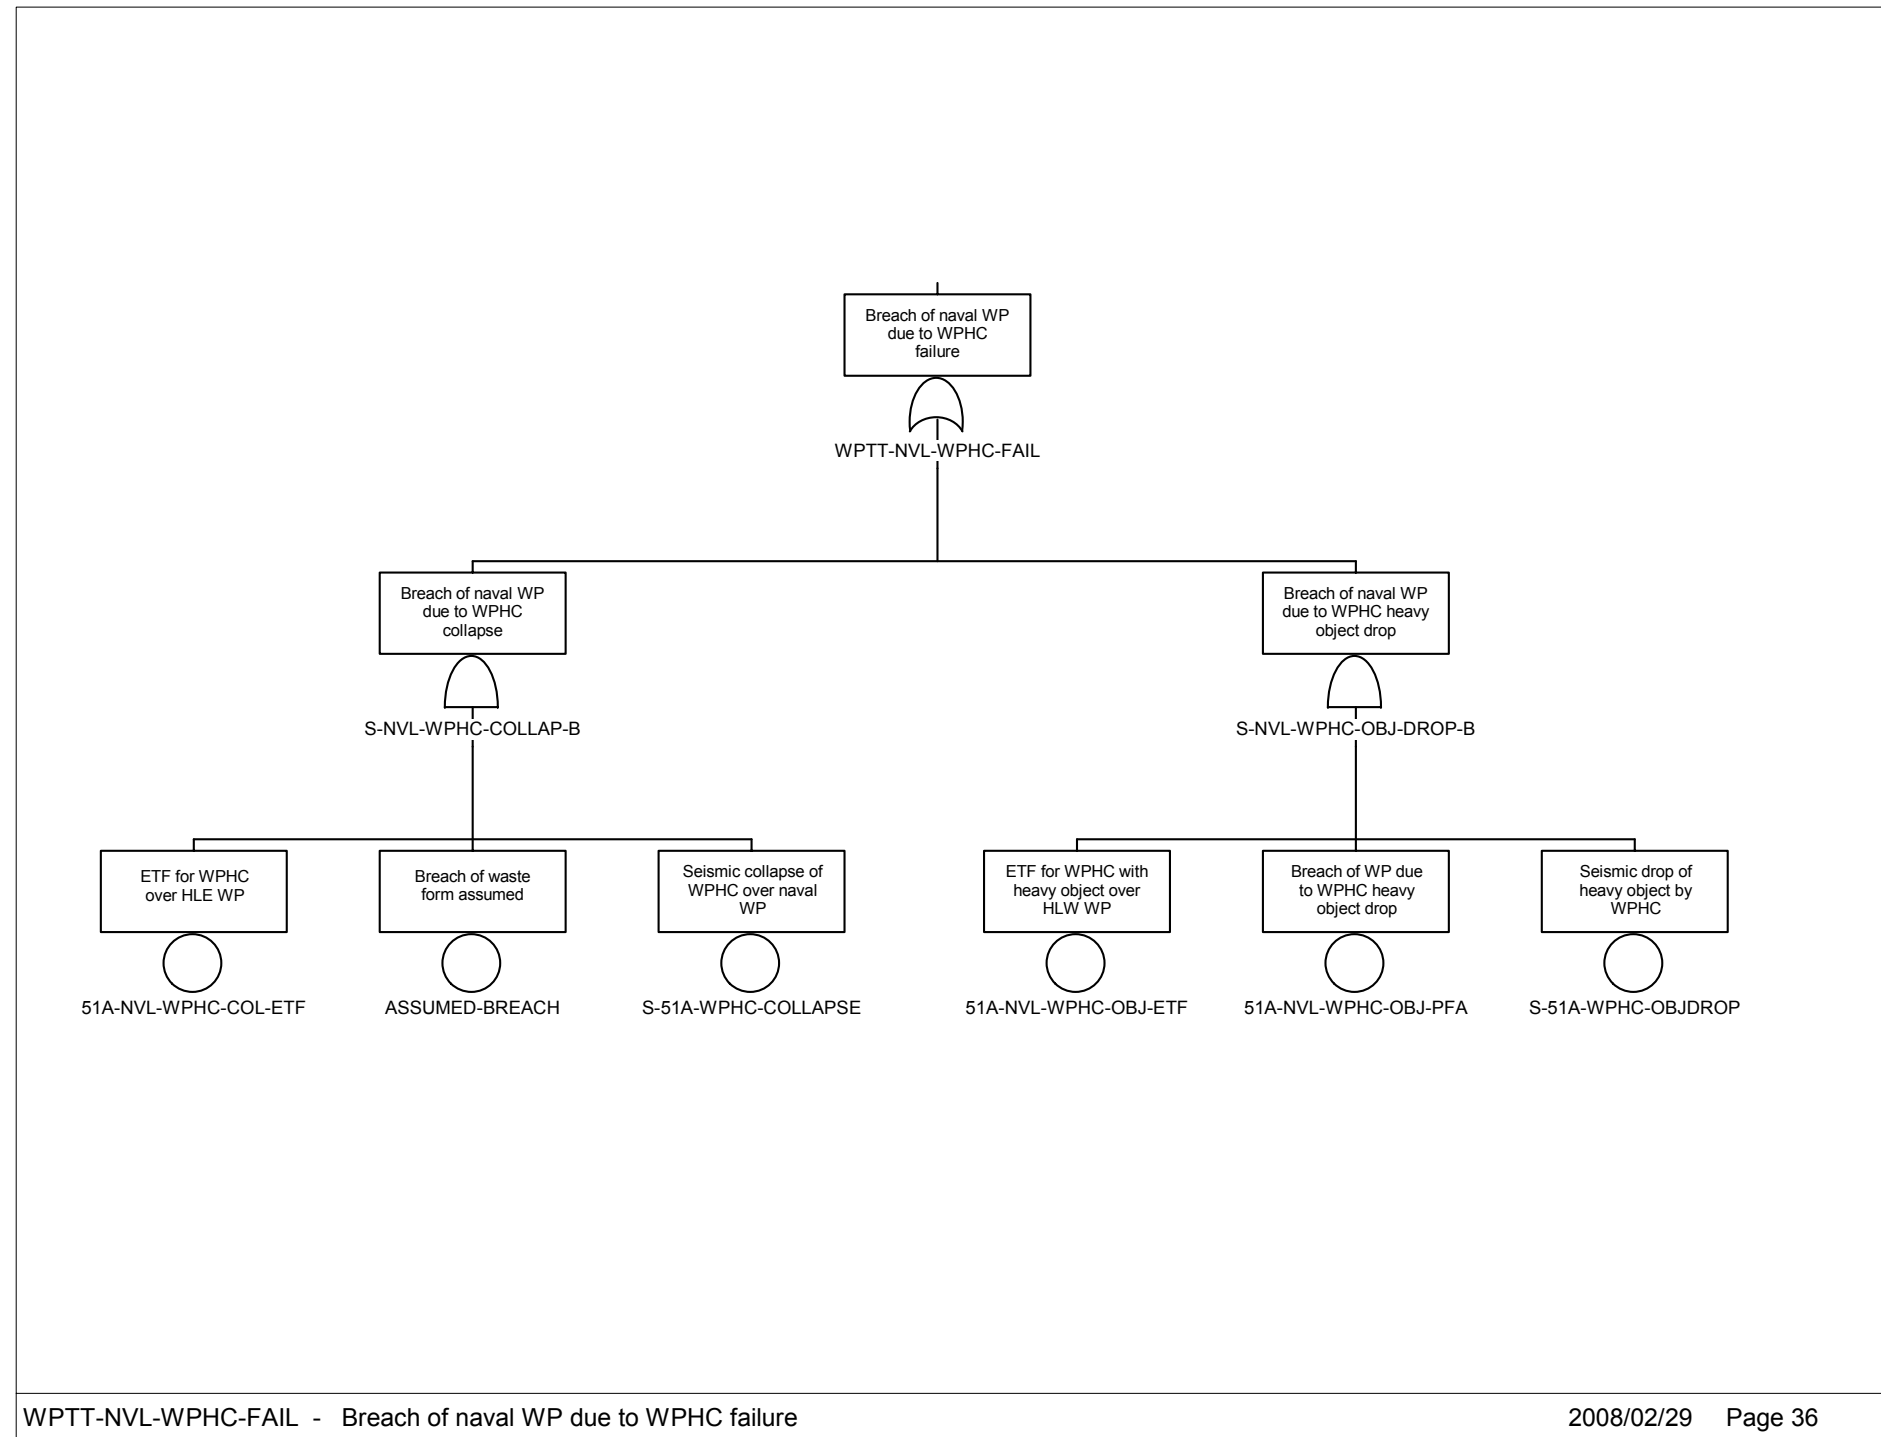 Breach of naval WP
due to WPHC
failure
WPTT-NVL-WPHC-FAIL
Breach of naval WP
due to WPHC
collapse
S-NVL-WPHC-COLLAP-B
Breach of naval WP
due to WPHC heavy
object drop
S-NVL-WPHC-OBJ-DROP-B
ETF for WPHC
over HLE WP
51A-NVL-WPHC-COL-ETF
Breach of waste
form assumed
ASSUMED-BREACH
Seismic collapse of
WPHC over naval
WP
S-51A-WPHC-COLLAPSE
ETF for WPHC with
heavy object over
HLW WP
51A-NVL-WPHC-OBJ-ETF
Breach of WP due
to WPHC heavy
object drop
51A-NVL-WPHC-OBJ-PFA
Seismic drop of
heavy object by
WPHC
S-51A-WPHC-OBJDROP
WPTT-NVL-WPHC-FAIL - Breach of naval WP due to WPHC failure 2008/02/29 Page 36